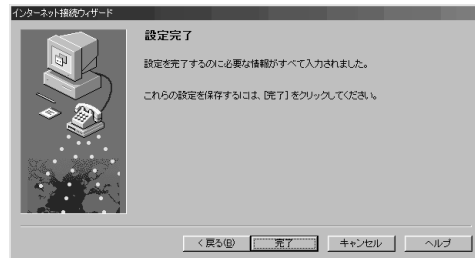 インターネット接続ウィザード
設定完了
設定を完了するのに必要な情報がすべて入力されました。
これらの設定を保存するには、[完了] をクリックしてください。
< 戻る(B)
完了
キャンセル
ヘルプ